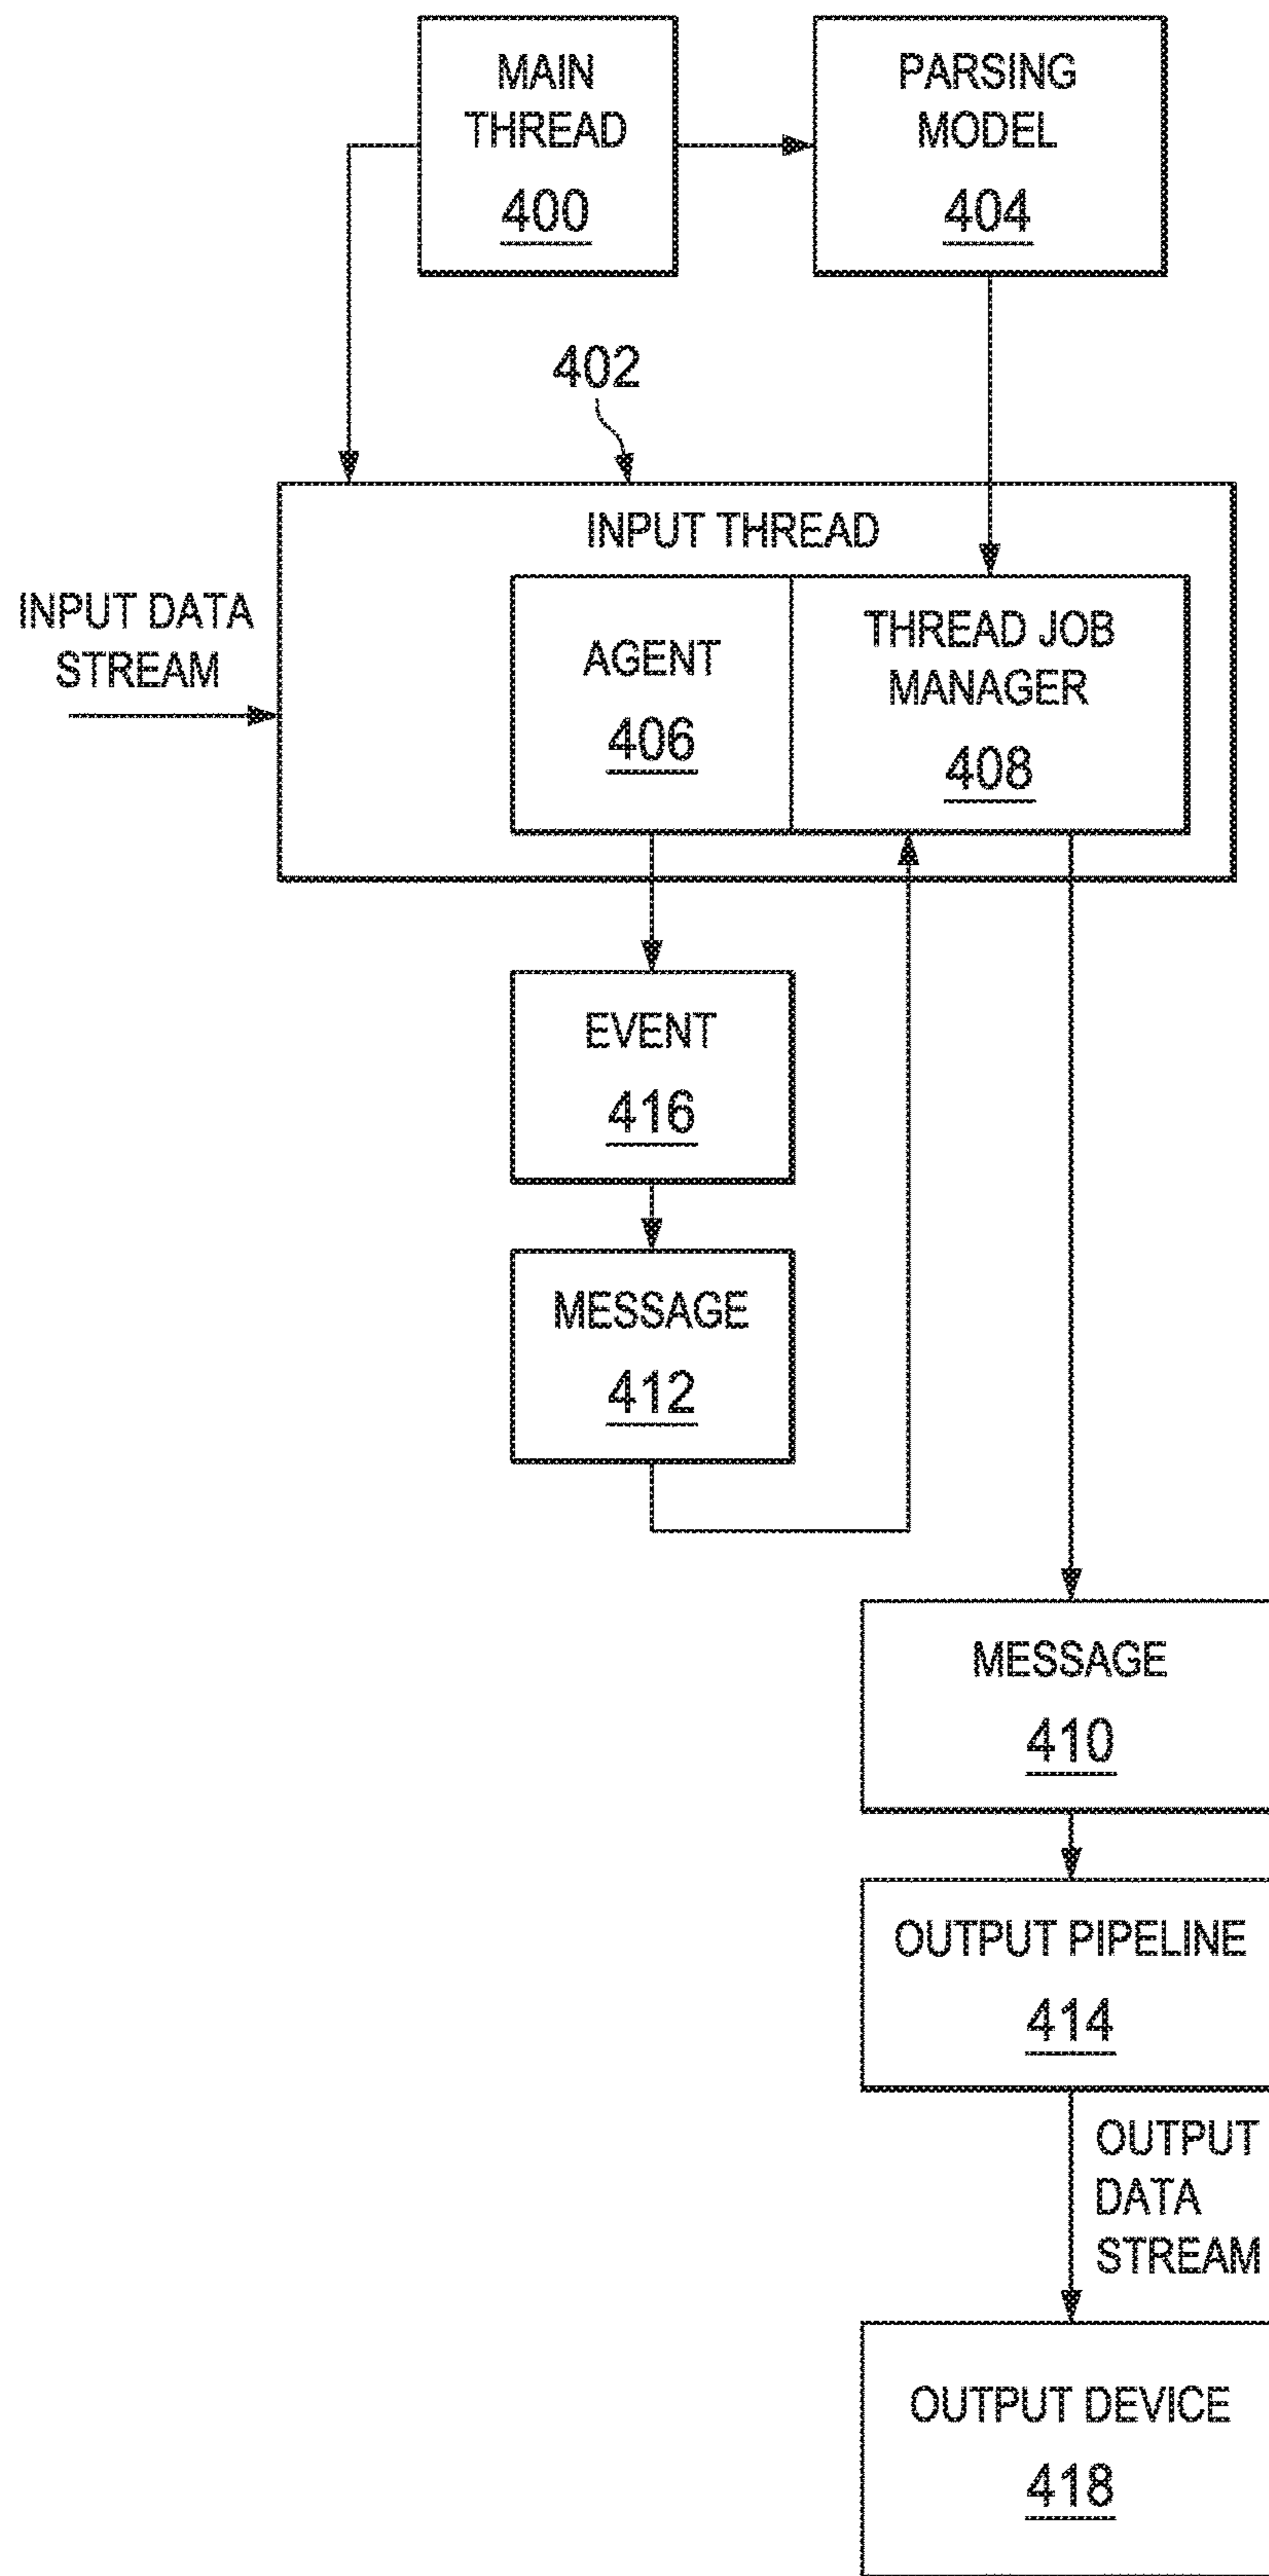 MAIN
THREAD
400
PARSING
MODEL
404
402
INPUT THREAD
INPUT DATA
STREAM
AGENT
406
THREAD JOB
MANAGER
408
EVENT
416
MESSAGE
412
MESSAGE
410
OUTPUT PIPELINE
414
OUTPUT
DATA
STREAM
OUTPUT DEVICE
418